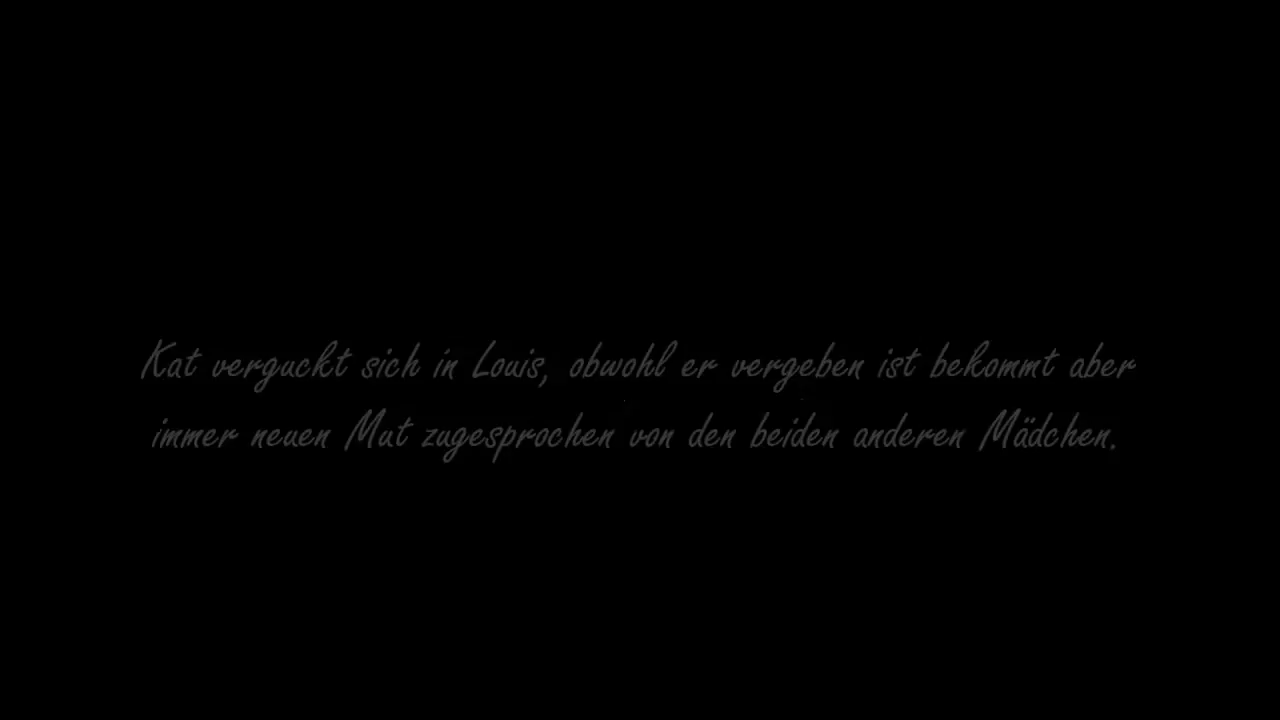 Kat verguckt sich in Louis, obwohl er vergeben ist bekommt aber
immer neuen Mut zugesprochen von den beiden anderen Mädchen.